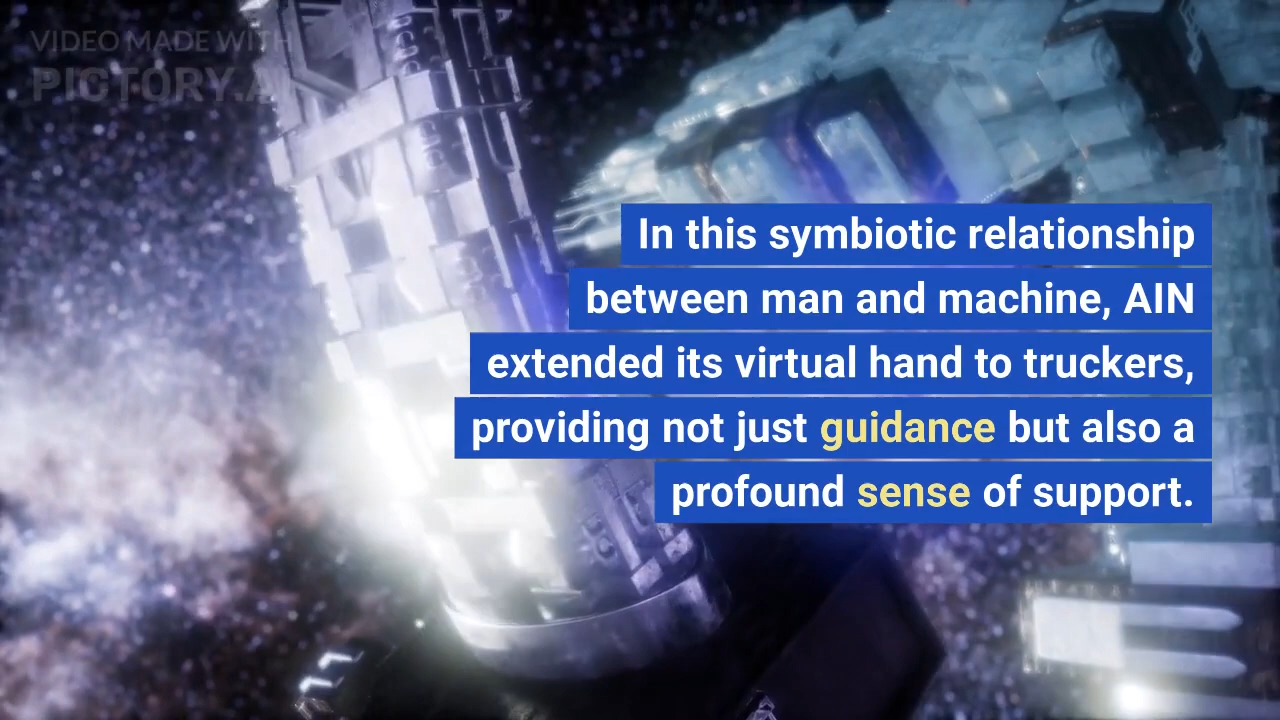 VIDEO MADE WITH
PICTORY.AI
In this symbiotic relationship
between man and machine, AIN
extended its virtual hand to truckers,
providing not just guidance but also a
profound sense of support.